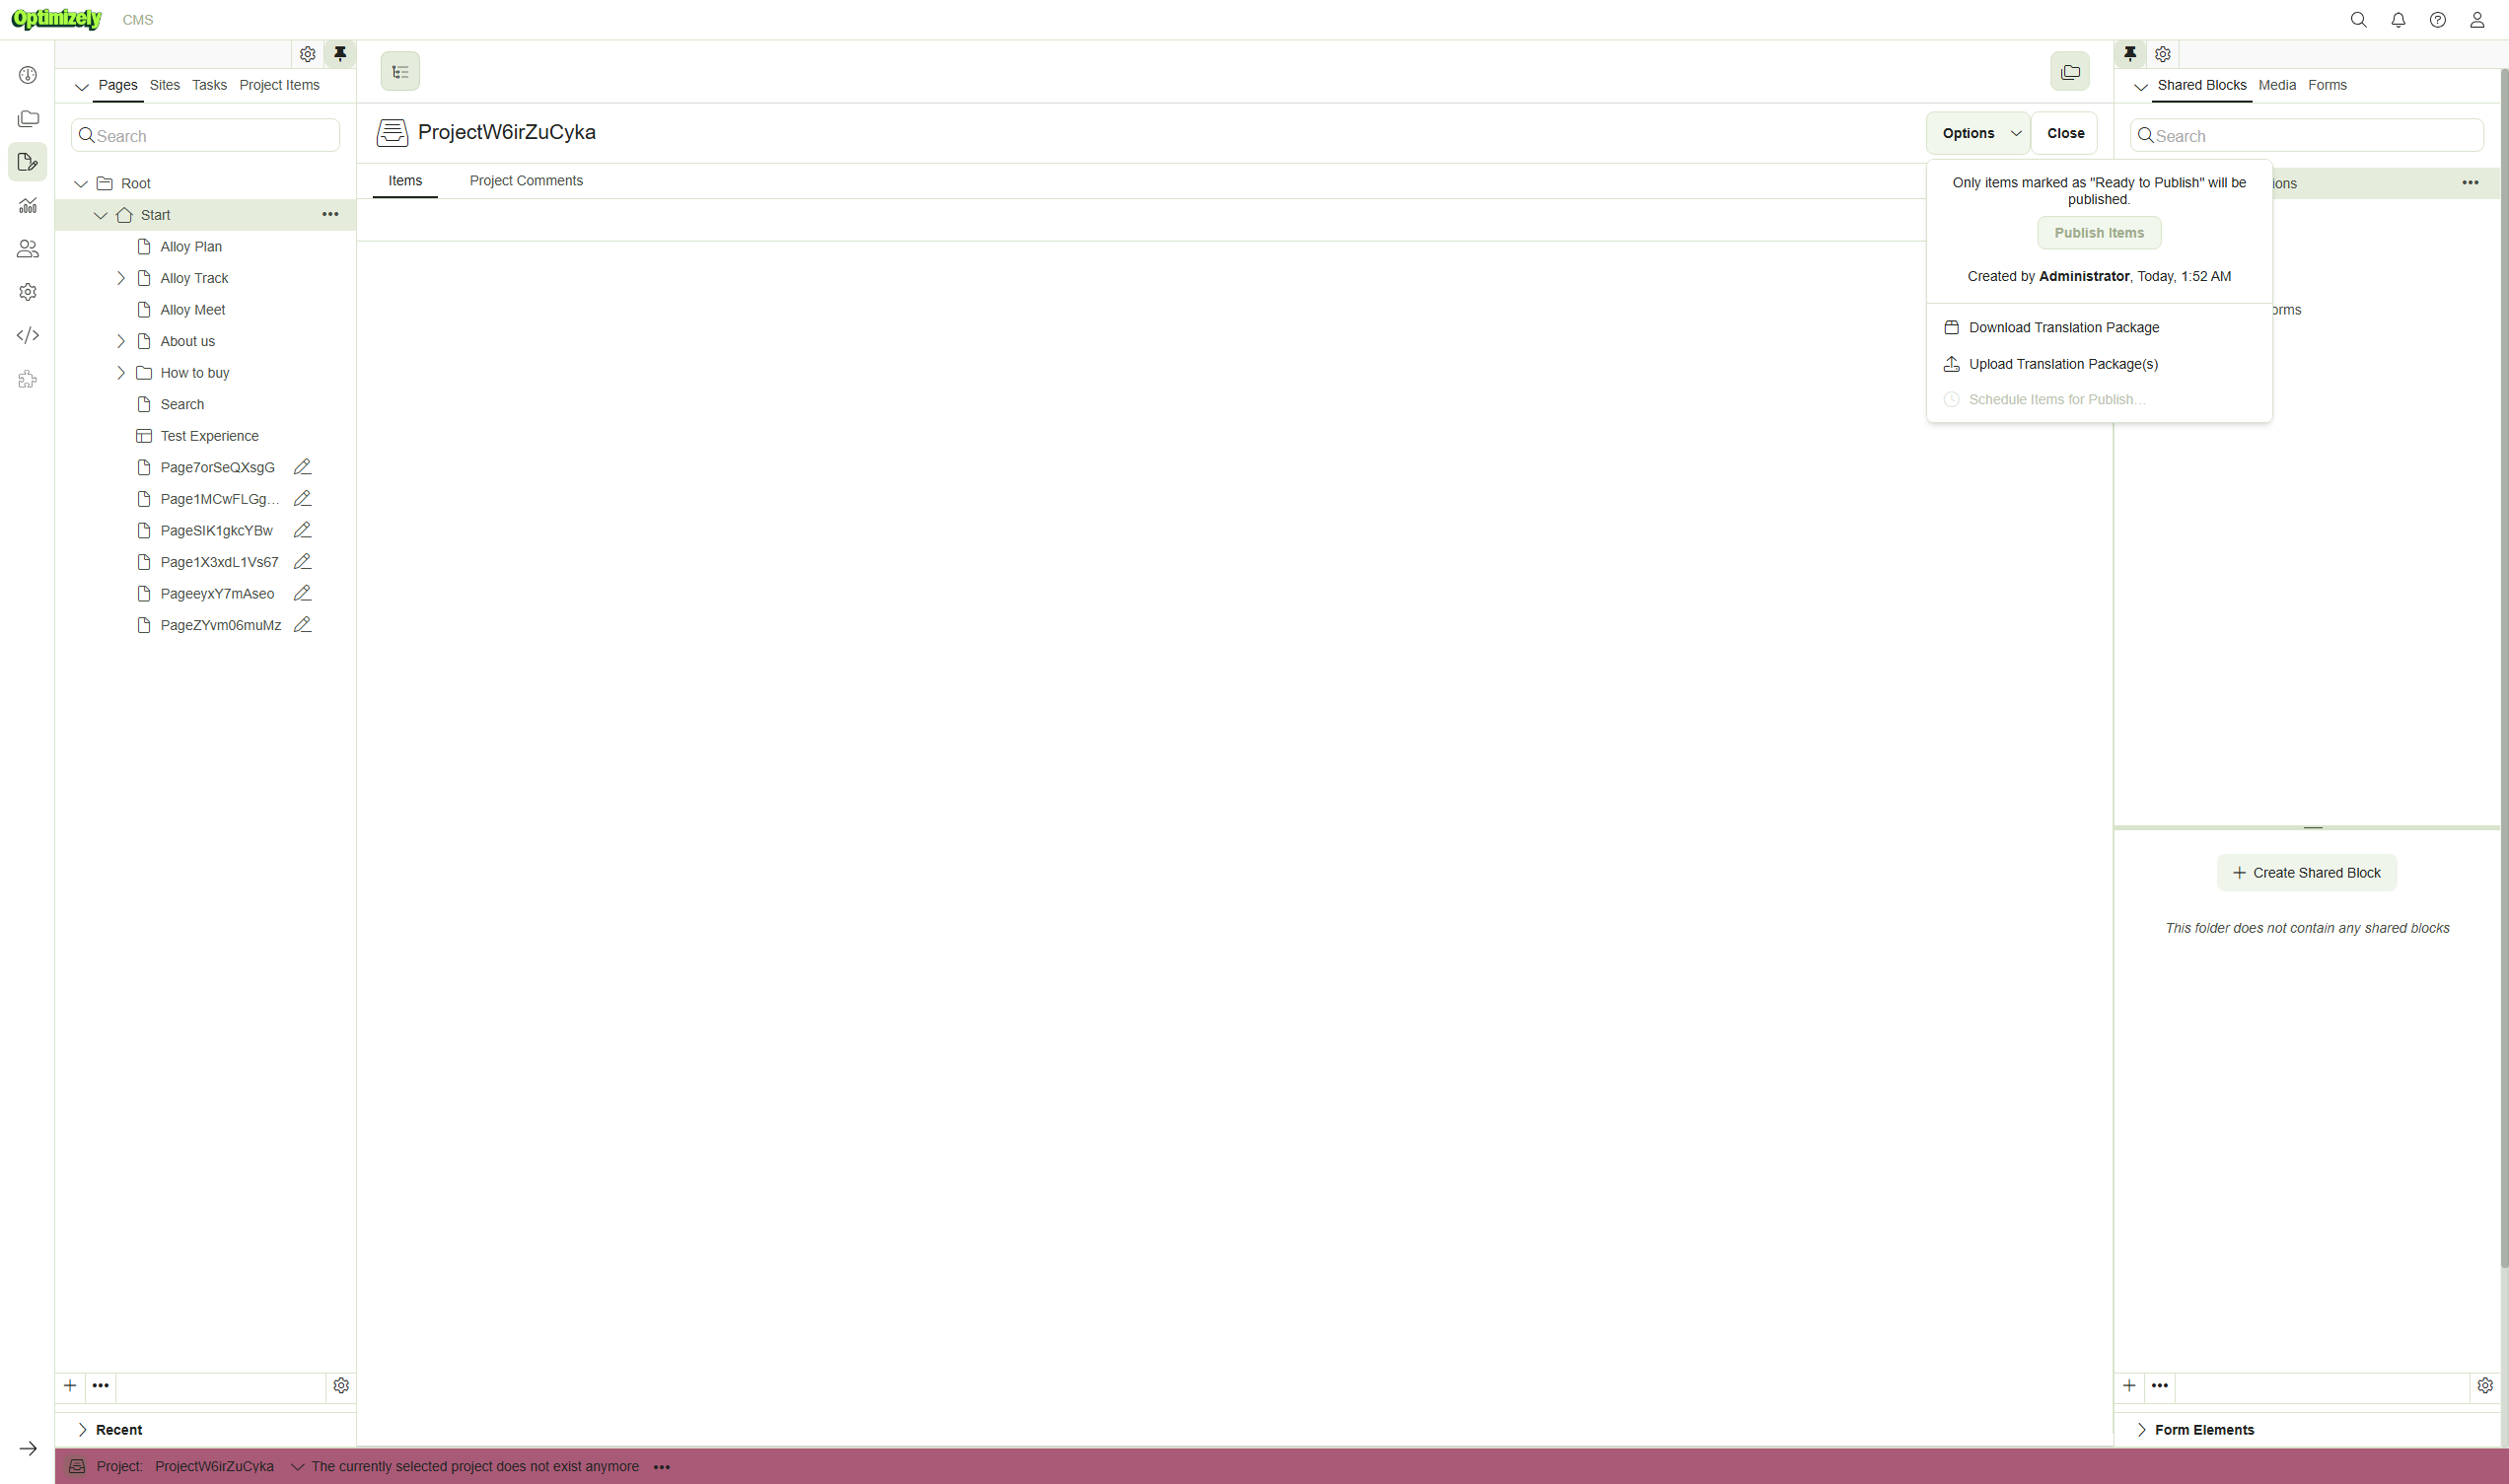 Optimizely CMS
Pages Sites Tasks Project Items
Search
Root
Start
Alloy Plan
Alloy Track
Alloy Meet
About us
How to buy
Search
Test Experience
Page7orSeQXsgG
Page1MCwFLGg...
PageSIK1gkcYBw
Page1X3xdL1Vs67
PageeyxY7mAseo
PageZYvm06muMz
Recent
ProjectW6irZuCyka
Options
Close
Items Project Comments
Only items marked as "Ready to Publish" will be
published.
Publish Items
Created by Administrator, Today, 1:52 AM
Download Translation Package
Upload Translation Package(s)
Schedule Items for Publish...
Shared Blocks Media Forms
Search
ions
orms
Create Shared Block
This folder does not contain any shared blocks
Form Elements
Project: ProjectW6irZuCyka The currently selected project does not exist anymore